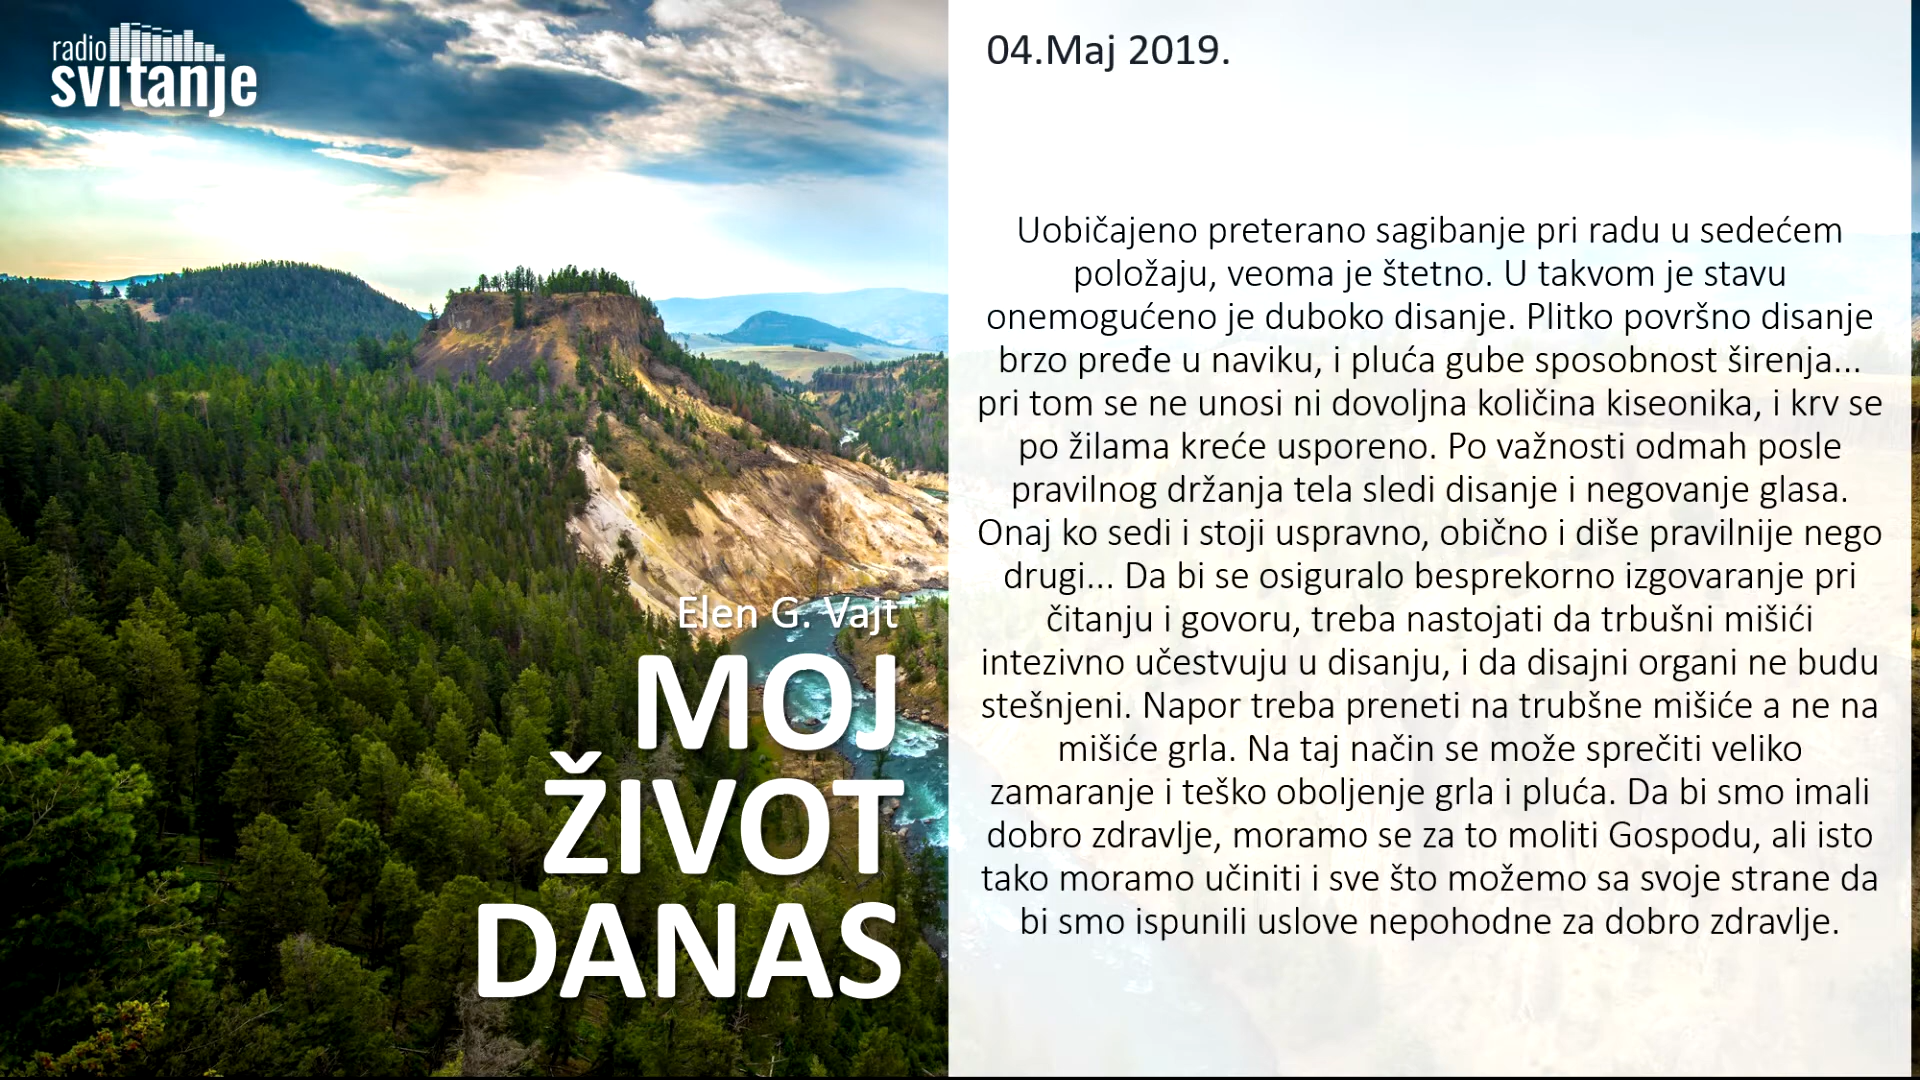 radio
svitanje
Elen G. Vajt
MOJ
ŽIVOT
DANAS
04.Maj 2019.
Uobičajeno preterano sagibanje pri radu u sedećem
položaju, veoma je štetno. U takvom je stavu
onemogućeno je duboko disanje. Plitko površno disanje
brzo pređe u naviku, i pluća gube sposobnost širenja...
pri tom se ne unosi ni dovoljna količina kiseonika, i krv se
po žilama kreće usporeno. Po važnosti odmah posle
pravilnog držanja tela sledi disanje i negovanje glasa.
Onaj ko sedi i stoji uspravno, obično i diše pravilnije nego
drugi... Da bi se osiguralo besprekorno izgovaranje pri
čitanju i govoru, treba nastojati da trbušni mišići
intezivno učestvuju u disanju, i da disajni organi ne budu
stešnjeni. Napor treba preneti na trubšne mišiće a ne na
mišiće grla. Na taj način se može sprečiti veliko
zamaranje i teško oboljenje grla i pluća. Da bi smo imali
dobro zdravlje, moramo se za to moliti Gospodu, ali isto
tako moramo učiniti i sve što možemo sa svoje strane da
bi smo ispunili uslove nepohodne za dobro zdravlje.